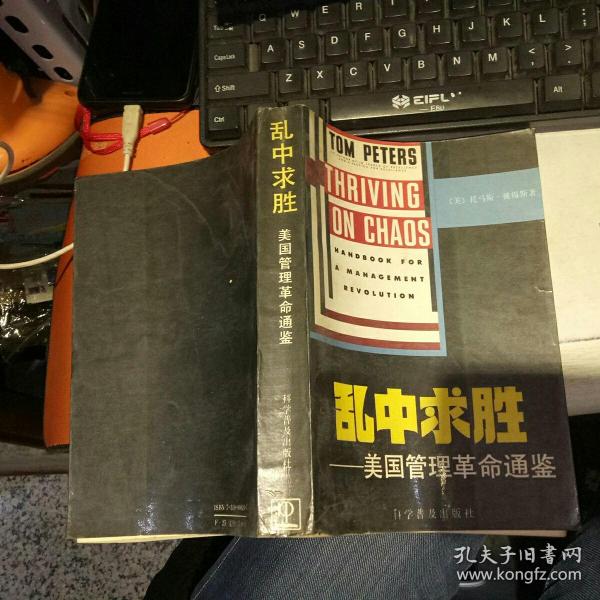 乱中求胜
美国管理革命通鉴
科学普及出版社
TOM PETERS
THRIVING
ON CHAOS
HANDBOOK FOR
A MANAGEMENT
REVOLUTION
〔美〕托马斯·彼得斯著
乱中求胜
——美国管理革命通鉴
科学普及出版社
CapsLock
Shift
Ctrl
Alt
A
S
D
F
G
H
J
K
L
Z
X
C
V
B
N
M
EIFL
E8u
孔夫子旧书网
www.kongfz.com